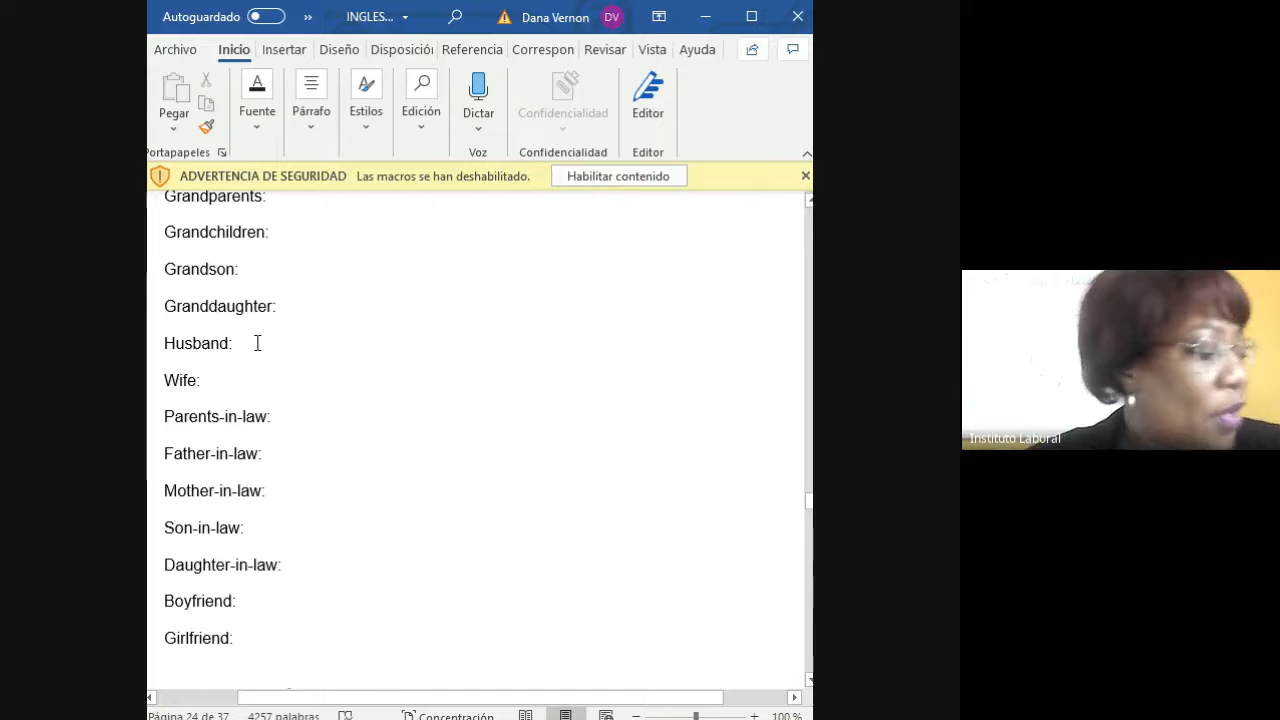 Autoguardado » INGLES... Dana Vernon DV
Archivo Inicio Insertar Diseño Disposición Referencia Correspon Revisar Vista Ayuda
Pegar Fuente Párrafo Estilos Edición Dictar Confidencialidad Editor
Portapapeles Voz Confidencialidad Editor
ADVERTENCIA DE SEGURIDAD Las macros se han deshabilitado. Habilitar contenido
Grandparents:
Grandchildren:
Grandson:
Granddaughter:
Husband:
Wife:
Parents-in-law:
Father-in-law:
Mother-in-law:
Son-in-law:
Daughter-in-law:
Boyfriend:
Girlfriend:
Página 24 de 37 4257 palabras Concentración 100 %
Instituto Laboral